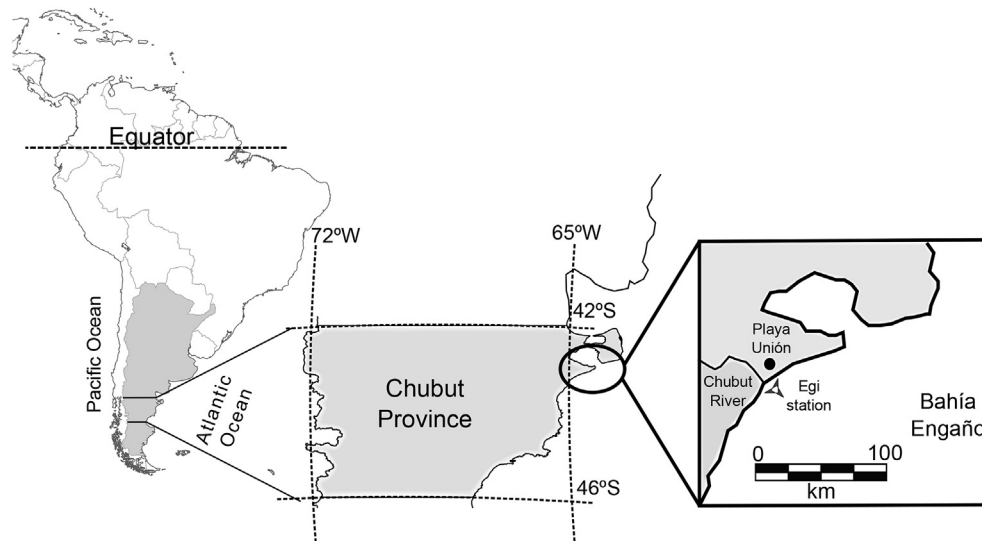 Equator
Pacific Ocean
Atlantic
Ocean
72ºW
65ºW
42ºS
46ºS
Chubut
Province
Playa
Unión
Chubut
River
Egi
station
Bahía
Engaño
0
100
km